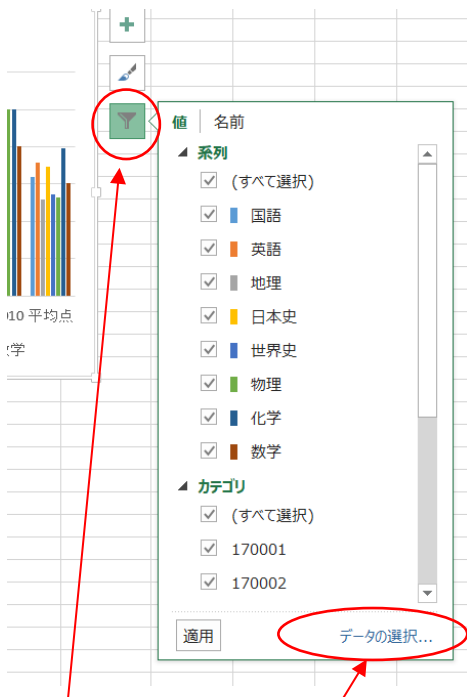 値 名前
系列
(すべて選択)
国語
英語
地理
日本史
世界史
物理
化学
数学
カテゴリ
(すべて選択)
170001
170002
適用 データの選択...
010 平均点
学